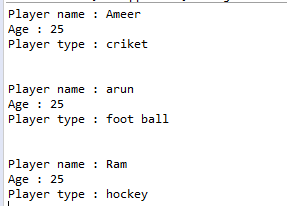 Player name : Ameer
Age : 25
Player type : criket
Player name : arun
Age : 25
Player type : foot ball
Player name : Ram
Age : 25
Player type : hockey